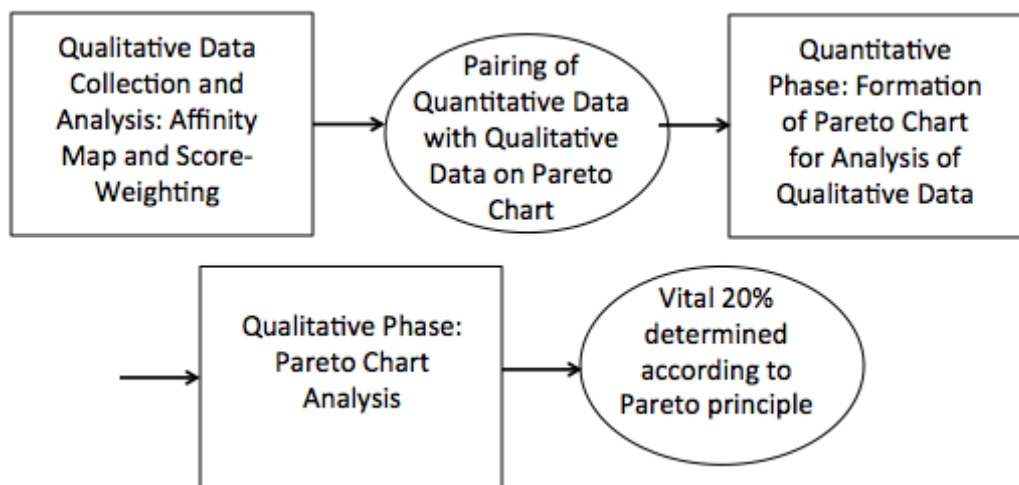 Qualitative Data
Collection and
Analysis: Affinity
Map and Score-
Weighting
Pairing of
Quantitative Data
with Qualitative
Data on Pareto
Chart
Quantitative
Phase: Formation
of Pareto Chart
for Analysis of
Qualitative Data
Qualitative Phase:
Pareto Chart
Analysis
Vital 20%
determined
according to
Pareto principle